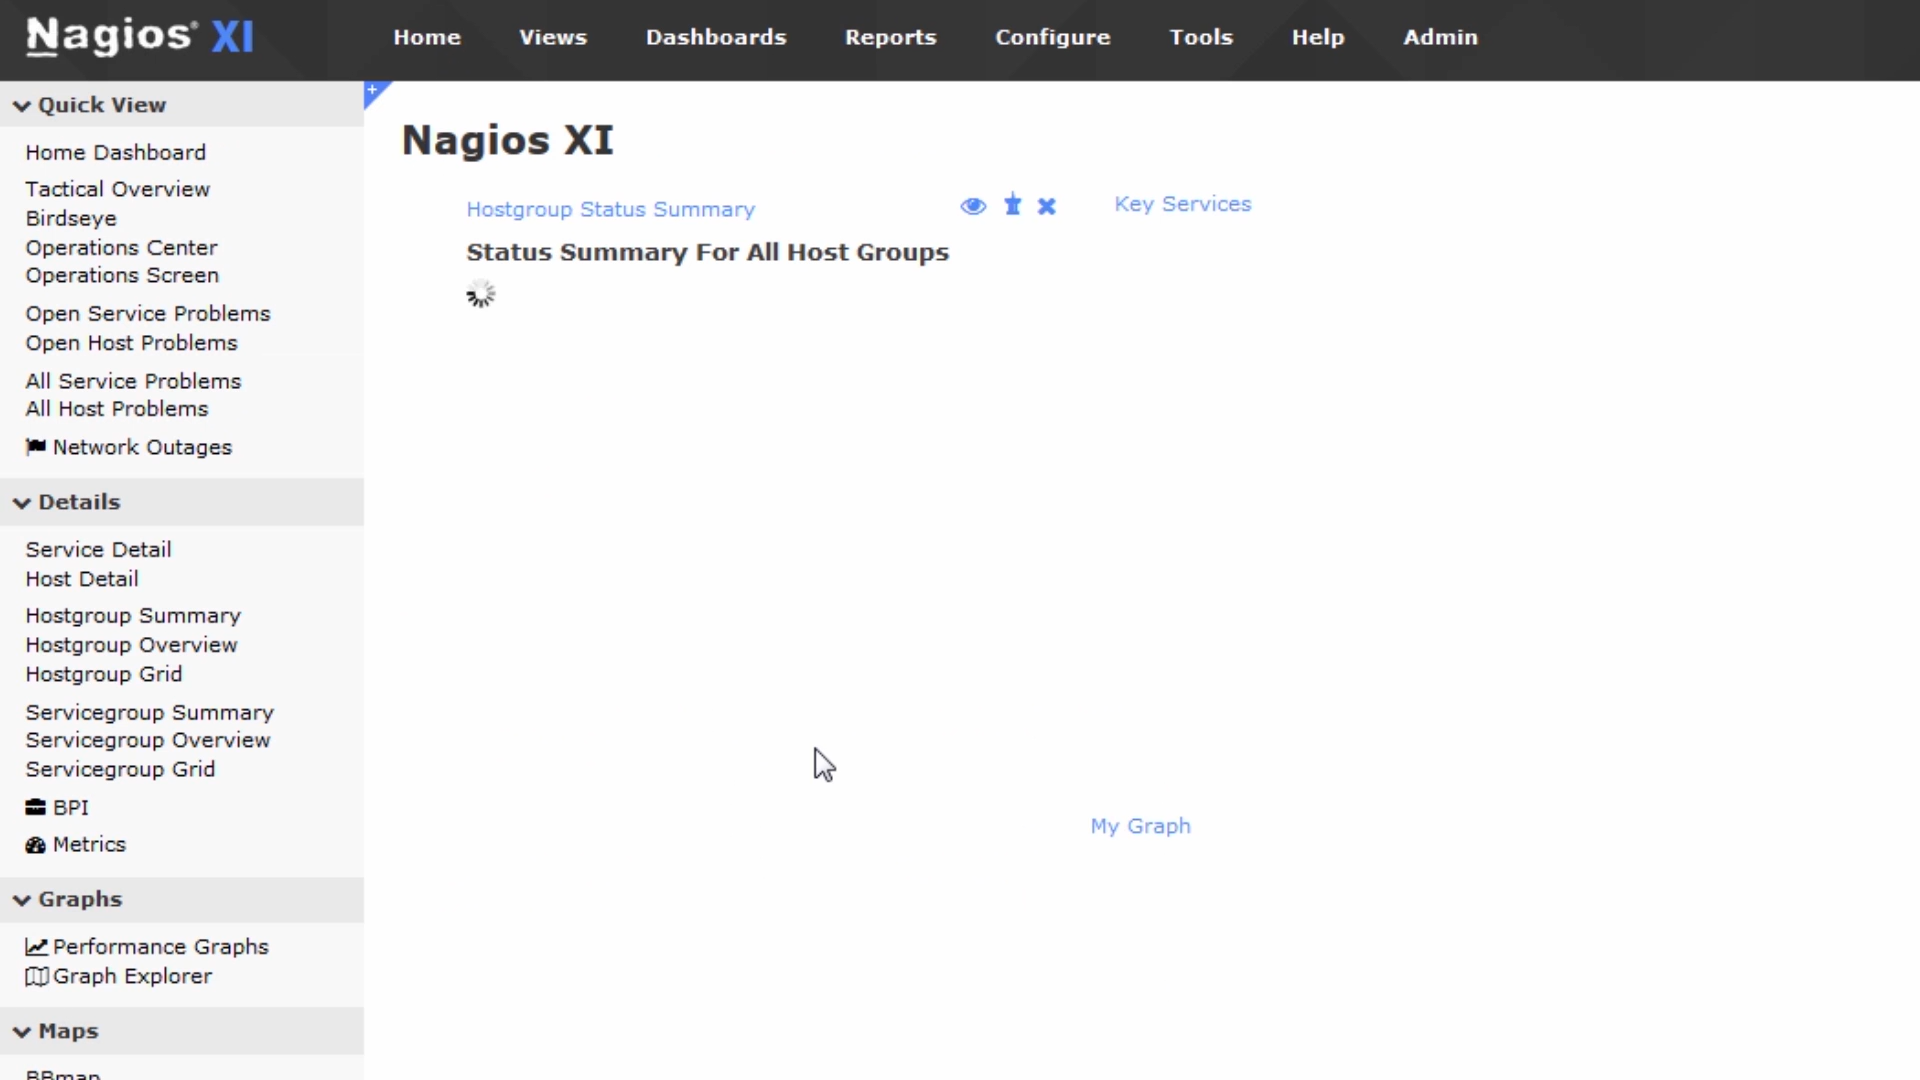 Nagios® XI
Home Views Dashboards Reports Configure Tools Help Admin
Quick View
Home Dashboard
Tactical Overview
Birdseye
Operations Center
Operations Screen
Open Service Problems
Open Host Problems
All Service Problems
All Host Problems
Network Outages
Details
Service Detail
Host Detail
Hostgroup Summary
Hostgroup Overview
Hostgroup Grid
Servicegroup Summary
Servicegroup Overview
Servicegroup Grid
BPI
Metrics
Graphs
Performance Graphs
Graph Explorer
Maps
BBmap
+
Nagios XI
Hostgroup Status Summary
Status Summary For All Host Groups
Key Services
My Graph